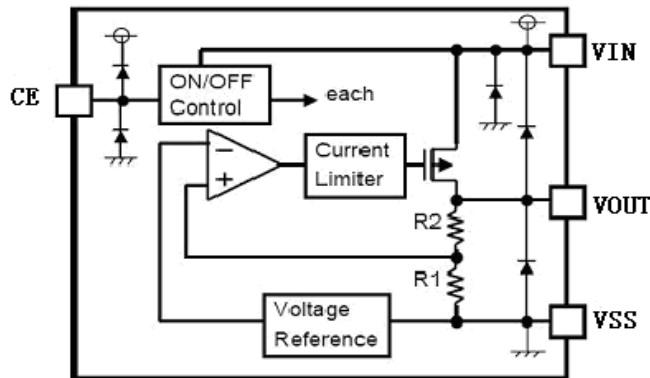 VIN
CE
ON/OFF
Control
each
−
+
Current
Limiter
R2
VOUT
R1
Voltage
Reference
VSS